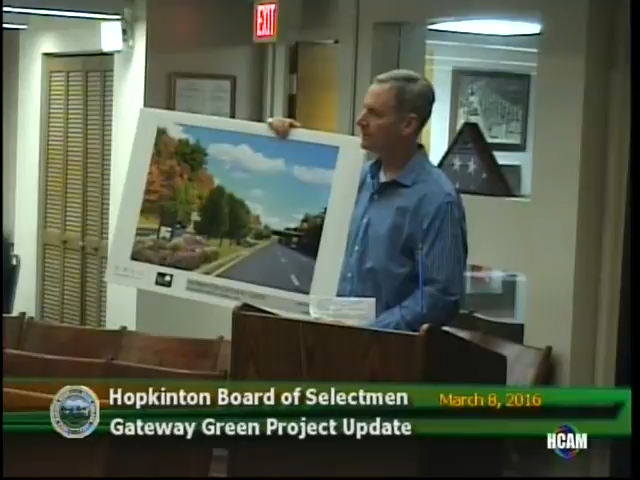 EXIT
Hopkinton Board of Selectmen
March 8, 2016
Gateway Green Project Update
HCAM